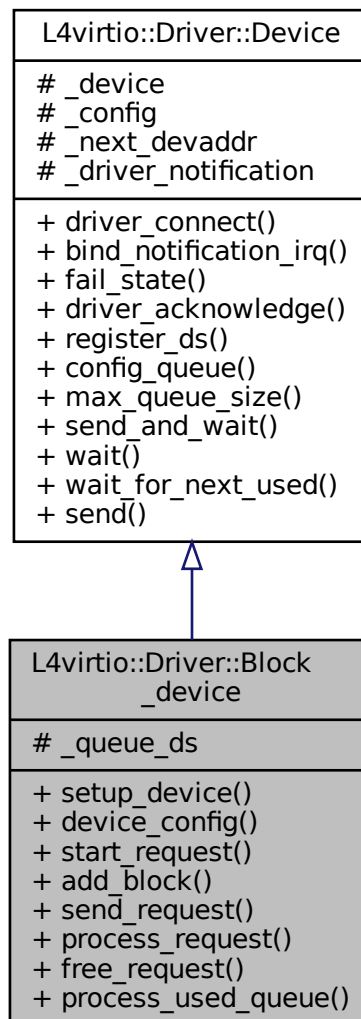 L4virtio::Driver::Device
# _device
# _config
# _next_devaddr
# _driver_notification
+ driver_connect()
+ bind_notification_irq()
+ fail_state()
+ driver_acknowledge()
+ register_ds()
+ config_queue()
+ max_queue_size()
+ send_and_wait()
+ wait()
+ wait_for_next_used()
+ send()
L4virtio::Driver::Block
_device
# _queue_ds
+ setup_device()
+ device_config()
+ start_request()
+ add_block()
+ send_request()
+ process_request()
+ free_request()
+ process_used_queue()